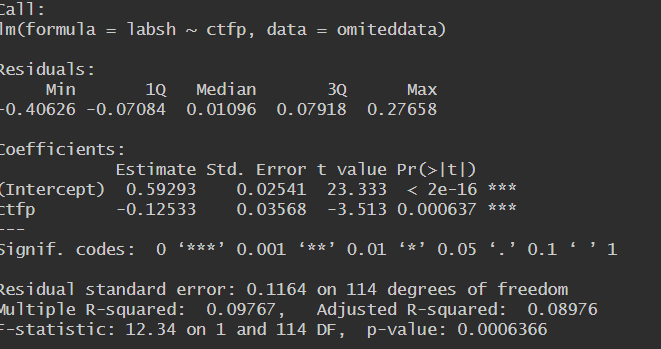 Call:
lm(formula = labsh ~ ctfp, data = omiteddata)
Residuals:
Min 1Q Median 3Q Max
-0.40626 -0.07084 0.01096 0.07918 0.27658
Coefficients:
Estimate Std. Error t value Pr(>|t|)
(Intercept) 0.59293 0.02541 23.333 < 2e-16 ***
ctfp -0.12533 0.03568 -3.513 0.000637 ***
---
Signif. codes: 0 ‘***’ 0.001 ‘**’ 0.01 ‘*’ 0.05 ‘.’ 0.1 ‘ ’ 1
Residual standard error: 0.1164 on 114 degrees of freedom
Multiple R-squared: 0.09767, Adjusted R-squared: 0.08976
F-statistic: 12.34 on 1 and 114 DF, p-value: 0.0006366